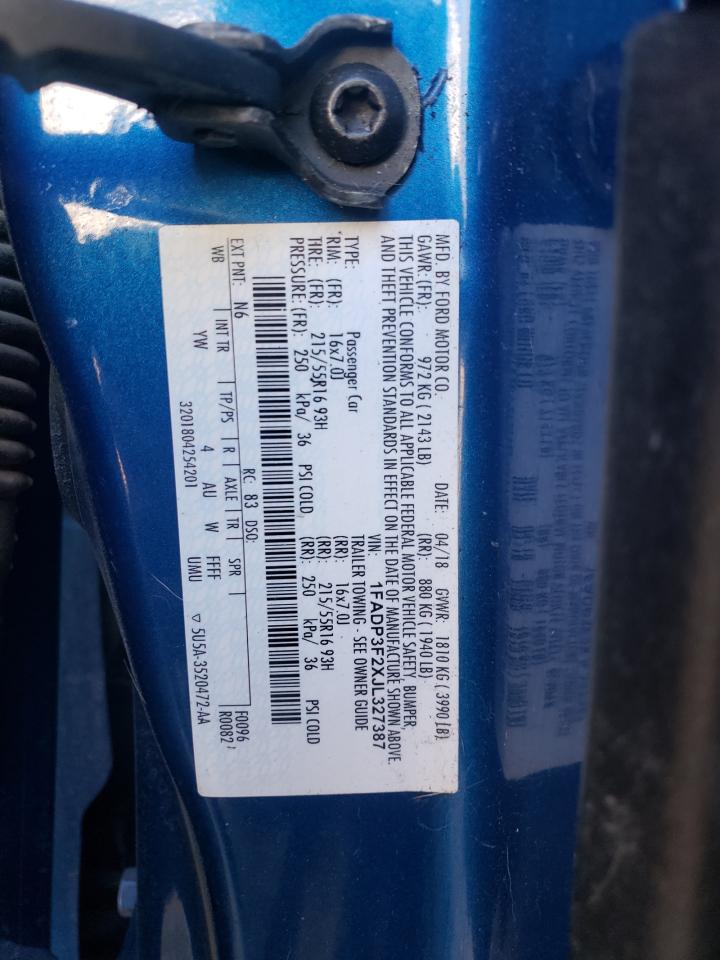 MFD. BY FORD MOTOR CO. DATE: 04/18 GVWR: 1810 KG ( 3990 LB)
GAWR: (FR): 972 KG ( 2143 LB) (RR): 880 KG ( 1940 LB)
THIS VEHICLE CONFORMS TO ALL APPLICABLE FEDERAL MOTOR VEHICLE SAFETY, BUMPER,
AND THEFT PREVENTION STANDARDS IN EFFECT ON THE DATE OF MANUFACTURE SHOWN ABOVE.
VIN: 1FADP3F2XJL327387
TYPE: Passenger Car TRAILER TOWING - SEE OWNER GUIDE
RIM: (FR): 16x7.0J (RR): 16x7.0J
TIRE: (FR): 215/55R16 93H (RR): 215/55R16 93H
PRESSURE: (FR): 250 kPa/ 36 PSI COLD (RR): 250 kPa/ 36 PSI COLD
RC: 83 DSO:
EXT PNT: N6 F0096
R0082
WB INT TR TP/PS R AXLE TR SPR
YW 4 AU W FFFF UMU
3201804254201 ▽ 5U5A-3520472-AA